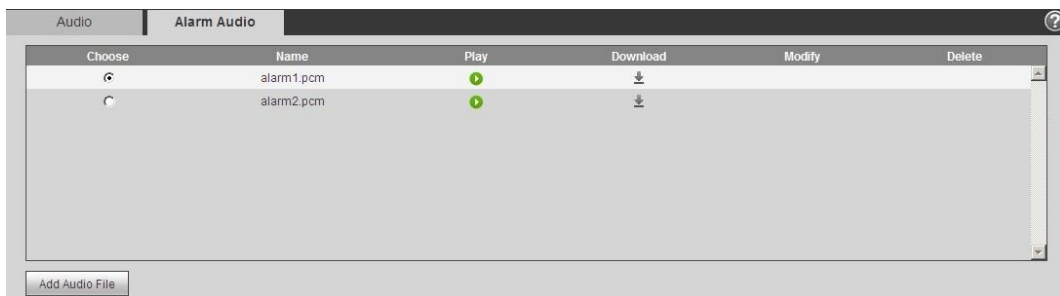 Audio Alarm Audio ?
Choose Name Play Download Modify Delete
alarm1.pcm
alarm2.pcm
Add Audio File